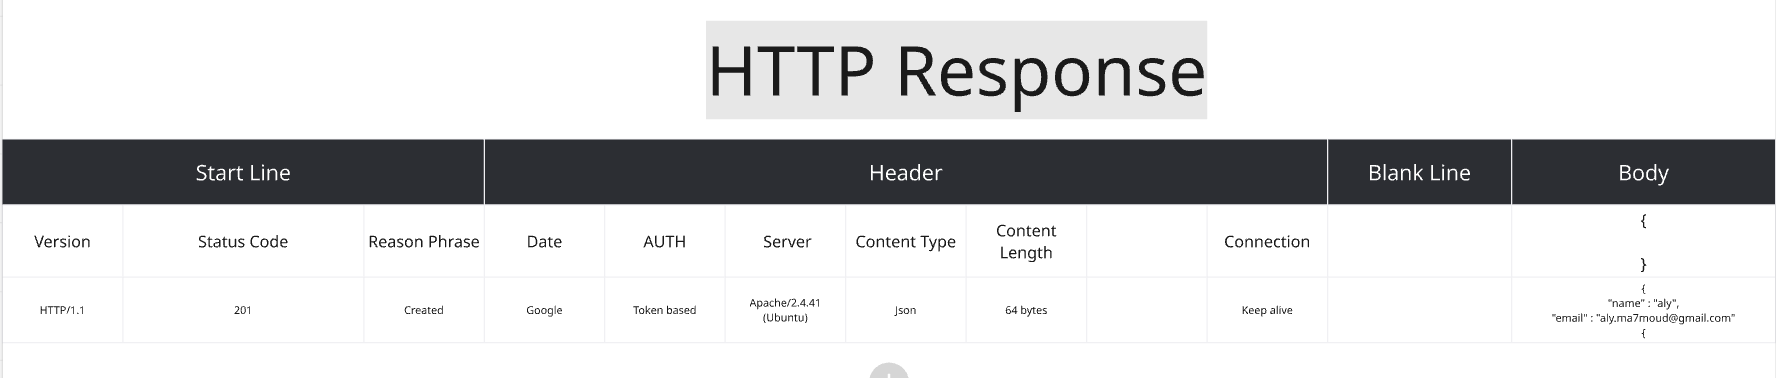 HTTP Response
Start Line
Header
Blank Line
Body
Version
Status Code
Reason Phrase
Date
AUTH
Server
Content Type
Content
Length
Connection
{
}
HTTP/1.1
201
Created
Google
Token based
Apache/2.4.41
(Ubuntu)
Json
64 bytes
Keep alive
{
"name" : "aly",
"email" : "aly.ma7moud@gmail.com"
{